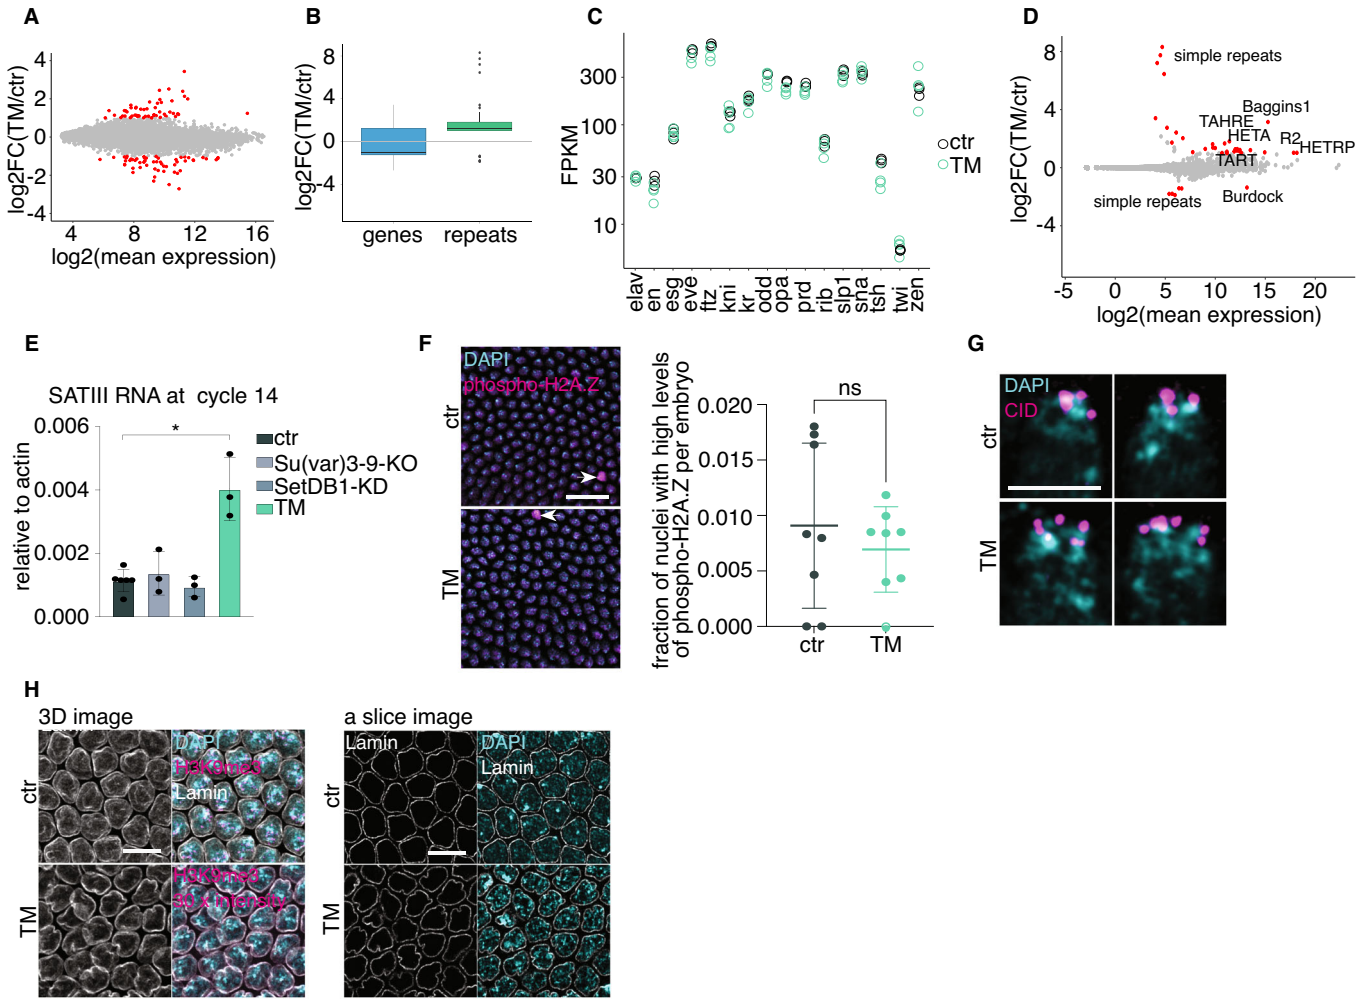 A
log2FC(TM/ctr)
4
2
0
-2
-4
4
8
12
16
log2(mean expression)
B
log2FC(TM/ctr)
8
4
0
-4
genes
repeats
C
FPKM
300
100
30
10
elav
en
esg
eve
ftz
kni
kr
odd
opa
prd
rib
slp1
sna
tsh
twi
zen
ctr
TM
D
log2FC(TM/ctr)
8
4
0
-4
simple repeats
Baggins1
TAHRE
HETA
R2
HETRP
TART
simple repeats
Burdock
-5
0
5
10
15
20
log2(mean expression)
E
SATIII RNA at cycle 14
relative to actin
0.006
0.004
0.002
0.000
*
ctr
Su(var)3-9-KO
SetDB1-KD
TM
F
DAPI
phospho-H2A.Z
ctr
TM
fraction of nuclei with high levels
of phospho-H2A.Z per embryo
0.020
0.015
0.010
0.005
0.000
ns
ctr
TM
G
DAPI
CID
ctr
TM
H
3D image
DAPI
H3K9me3
Lamin
ctr
TM
H3K9me3
30 x intensity
a slice image
Lamin
DAPI
Lamin
ctr
TM